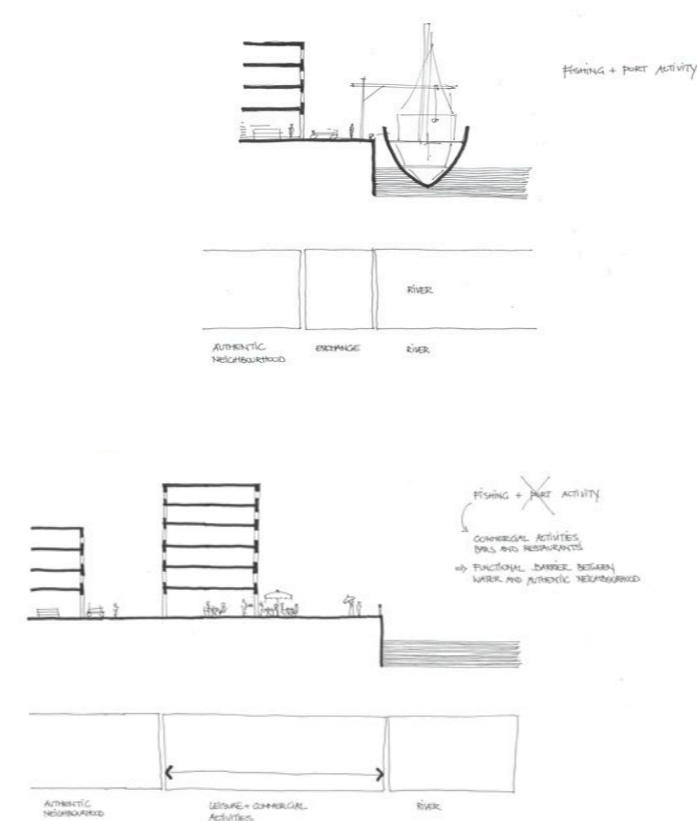 FISHING + PORT ACTIVITY
RIVER
AUTHENTIC
NEIGHBOURHOOD
EXCHANGE
RIVER
FISHING + PORT ACTIVITY
COMMERCIAL ACTIVITIES
BARS AND RESTAURANTS
=> FUNCTIONAL BARRIER BETWEEN
WATER AND AUTHENTIC NEIGHBOURHOOD
AUTHENTIC
NEIGHBOURHOOD
LEISURE + COMMERCIAL
ACTIVITIES
RIVER